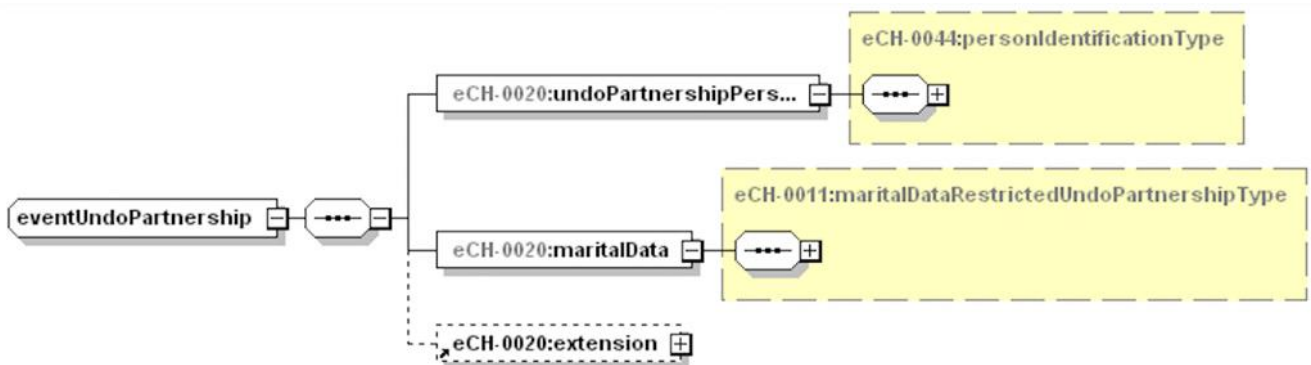 eCH-0044:personIdentificationType
eCH-0020:undoPartnershipPers...
eCH-0011:maritalDataRestrictedUndoPartnershipType
eventUndoPartnership
eCH-0020:maritalData
eCH-0020:extension